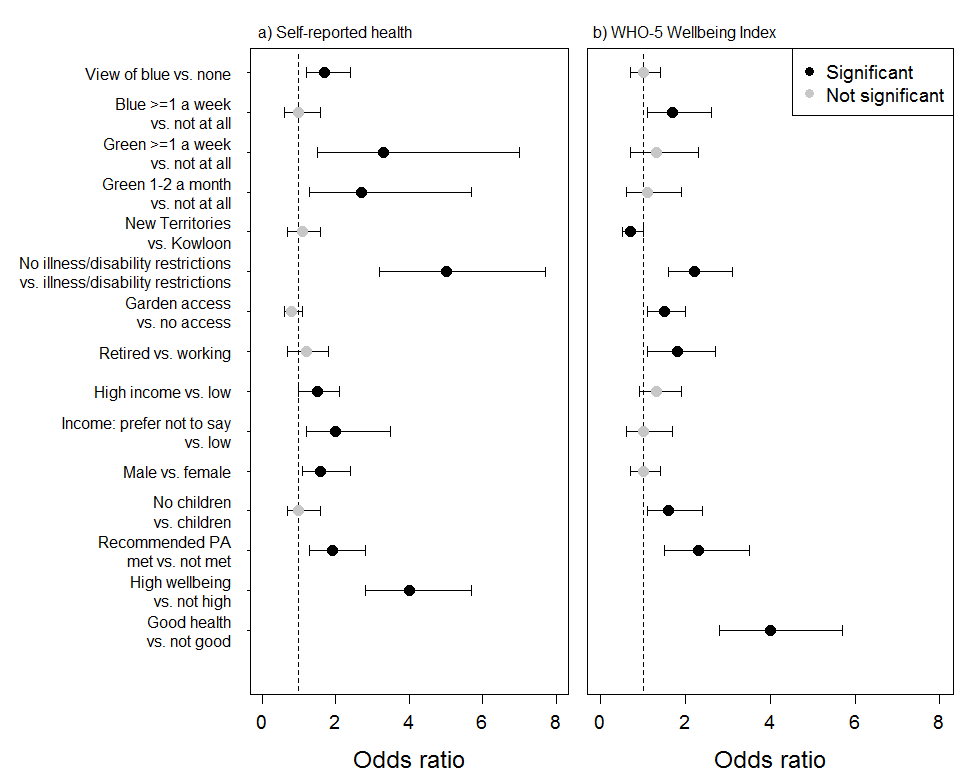 a) Self-reported health
b) WHO-5 Wellbeing Index
Significant
Not significant
View of blue vs. none
Blue >=1 a week
vs. not at all
Green >=1 a week
vs. not at all
Green 1-2 a month
vs. not at all
New Territories
vs. Kowloon
No illness/disability restrictions
vs. illness/disability restrictions
Garden access
vs. no access
Retired vs. working
High income vs. low
Income: prefer not to say
vs. low
Male vs. female
No children
vs. children
Recommended PA
met vs. not met
High wellbeing
vs. not high
Good health
vs. not good
0 2 4 6 8
0 2 4 6 8
Odds ratio
Odds ratio